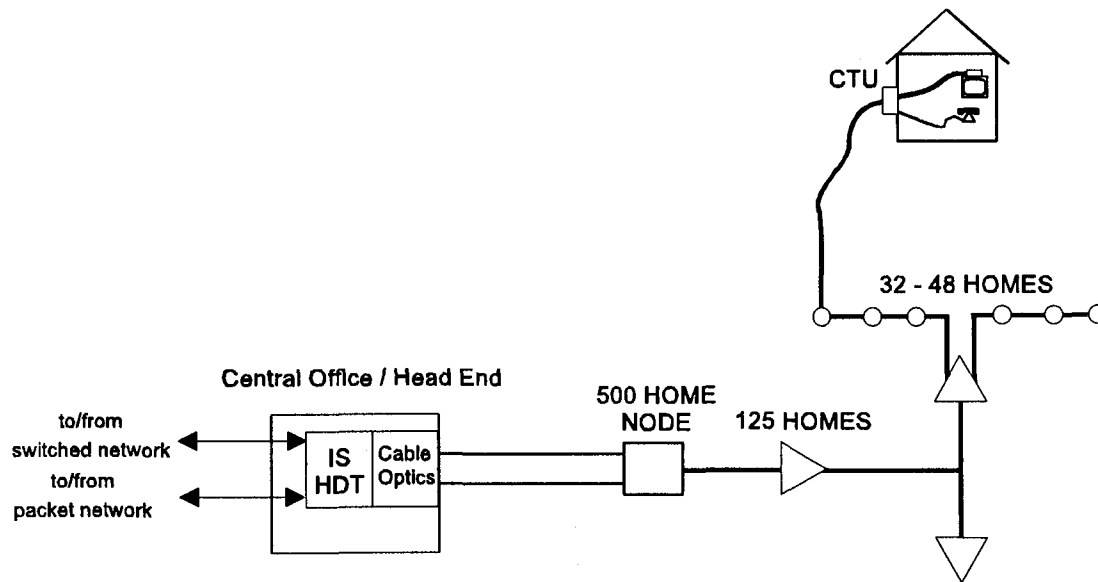 CTU
32 - 48 HOMES
Central Office / Head End
500 HOME
NODE
125 HOMES
to/from
switched network
to/from
packet network
IS
HDT
Cable
Optics